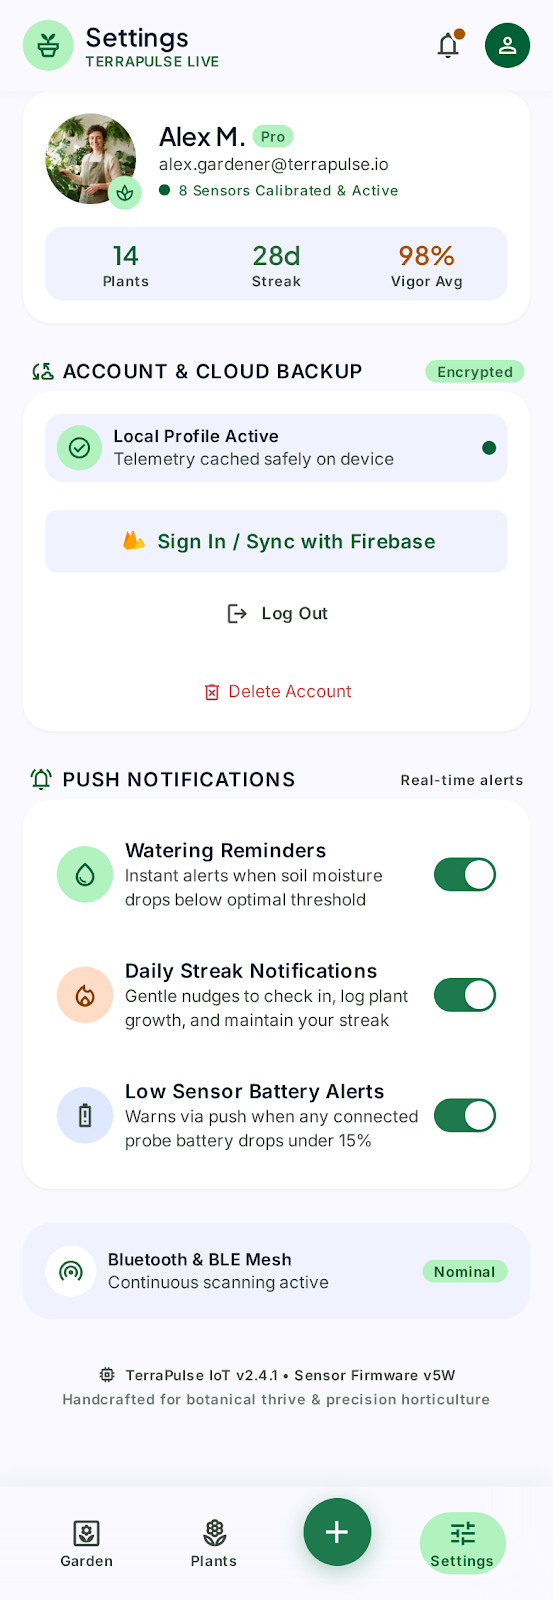 Settings
TERRAPULSE LIVE
Alex M. Pro
alex.gardener@terrapulse.io
8 Sensors Calibrated & Active
14 28d 98%
Plants Streak Vigor Avg
ACCOUNT & CLOUD BACKUP Encrypted
Local Profile Active
Telemetry cached safely on device
Sign In / Sync with Firebase
Log Out
Delete Account
PUSH NOTIFICATIONS Real-time alerts
Watering Reminders
Instant alerts when soil moisture
drops below optimal threshold
Daily Streak Notifications
Gentle nudges to check in, log plant
growth, and maintain your streak
Low Sensor Battery Alerts
Warns via push when any connected
probe battery drops under 15%
Bluetooth & BLE Mesh
Continuous scanning active
Nominal
TerraPulse IoT v2.4.1 • Sensor Firmware v5W
Handcrafted for botanical thrive & precision horticulture
Garden Plants Settings